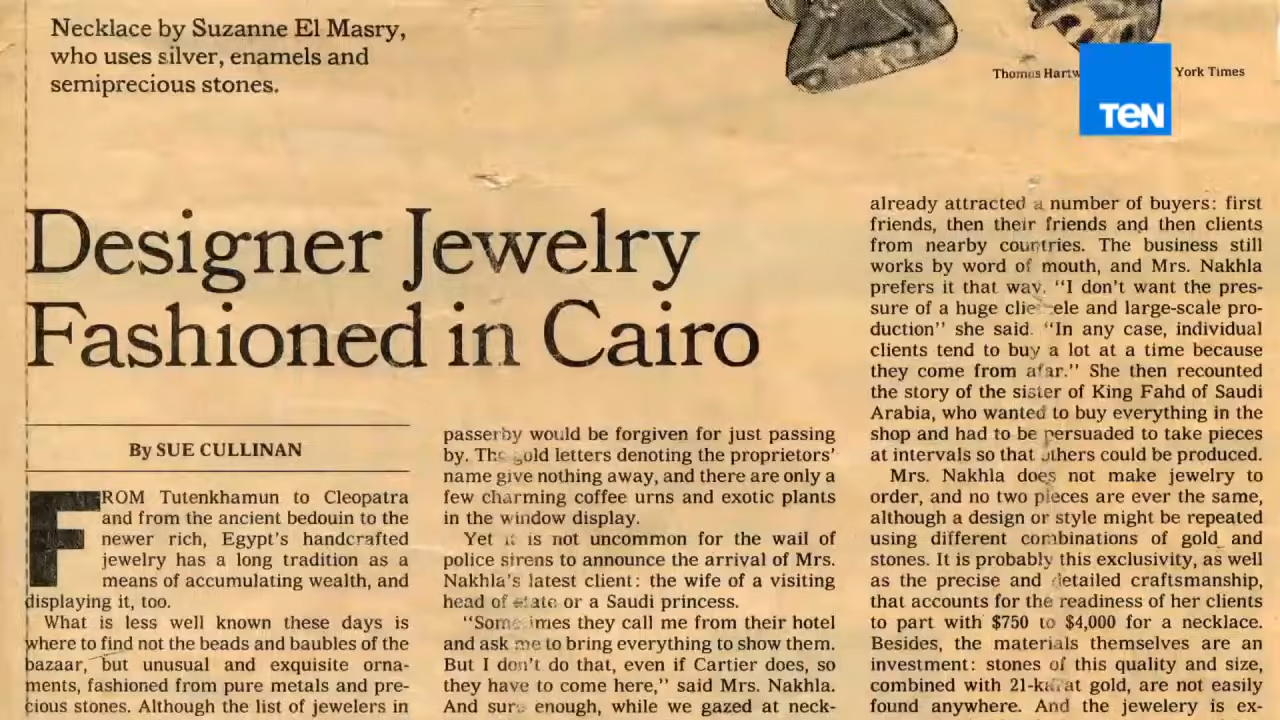 Necklace by Suzanne El Masry,
who uses silver, enamels and
semiprecious stones.
Thomas York Times
TEN
Designer Jewelry
Fashioned in Cairo
By SUE CULLINAN
FROM Tutenkhamun to Cleopatra
and from the ancient bedouin to the
newer rich, Egypt's handcrafted
jewelry has a long tradition as a
means of accumulating wealth, and
displaying it, too.
What is less well known these days is
where to find not the beads and baubles of the
bazaar, but unusual and exquisite orna-
ments, fashioned from pure metals and pre-
cious stones. Although the list of jewelers in
passerby would be forgiven for just passing
by. The gold letters denoting the proprietors'
name give nothing away, and there are only a
few charming coffee urns and exotic plants
in the window display.
Yet it is not uncommon for the wail of
police sirens to announce the arrival of Mrs.
Nakhla's latest client: the wife of a visiting
head of state or a Saudi princess.
"Sometimes they call me from their hotel
and ask me to bring everything to show them.
But I don't do that, even if Cartier does, so
they have to come here," said Mrs. Nakhla.
And sure enough, while we gazed at neck-
already attracted a number of buyers: first
friends, then their friends and then clients
from nearby countries. The business still
works by word of mouth, and Mrs. Nakhla
prefers it that way. "I don't want the pres-
sure of a huge clientele and large-scale pro-
duction" she said. "In any case, individual
clients tend to buy a lot at a time because
they come from afar." She then recounted
the story of the sister of King Fahd of Saudi
Arabia, who wanted to buy everything in the
shop and had to be persuaded to take pieces
at intervals so that others could be produced.
Mrs. Nakhla does not make jewelry to
order, and no two pieces are ever the same,
although a design or style might be repeated
using different combinations of gold and
stones. It is probably this exclusivity, as well
as the precise and detailed craftsmanship,
that accounts for the readiness of her clients
to part with $750 to $4,000 for a necklace.
Besides, the materials themselves are an
investment: stones of this quality and size,
combined with 21-karat gold, are not easily
found anywhere. And the jewelery is ex-